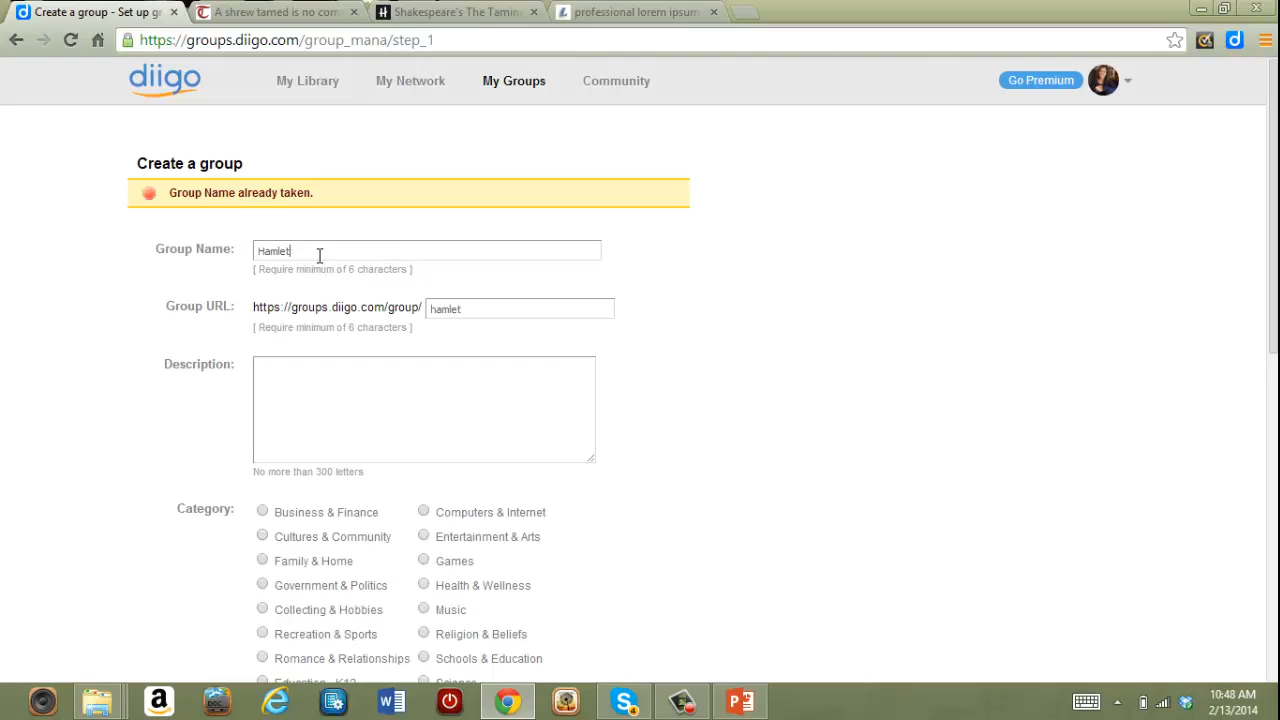 Create a group - Set up gr
A shrew tamed is no com
Shakespeare's The Tamin
professional lorem ipsum
https://groups.diigo.com/group_mana/step_1
diigo
My Library
My Network
My Groups
Community
Go Premium
Create a group
Group Name already taken.
Group Name:
Hamlet
[ Require minimum of 6 characters ]
Group URL:
https://groups.diigo.com/group/
hamlet
[ Require minimum of 6 characters ]
Description:
No more than 300 letters
Category:
Business & Finance
Computers & Internet
Cultures & Community
Entertainment & Arts
Family & Home
Games
Government & Politics
Health & Wellness
Collecting & Hobbies
Music
Recreation & Sports
Religion & Beliefs
Romance & Relationships
Schools & Education
Education - K12
Science
10:48 AM
2/13/2014